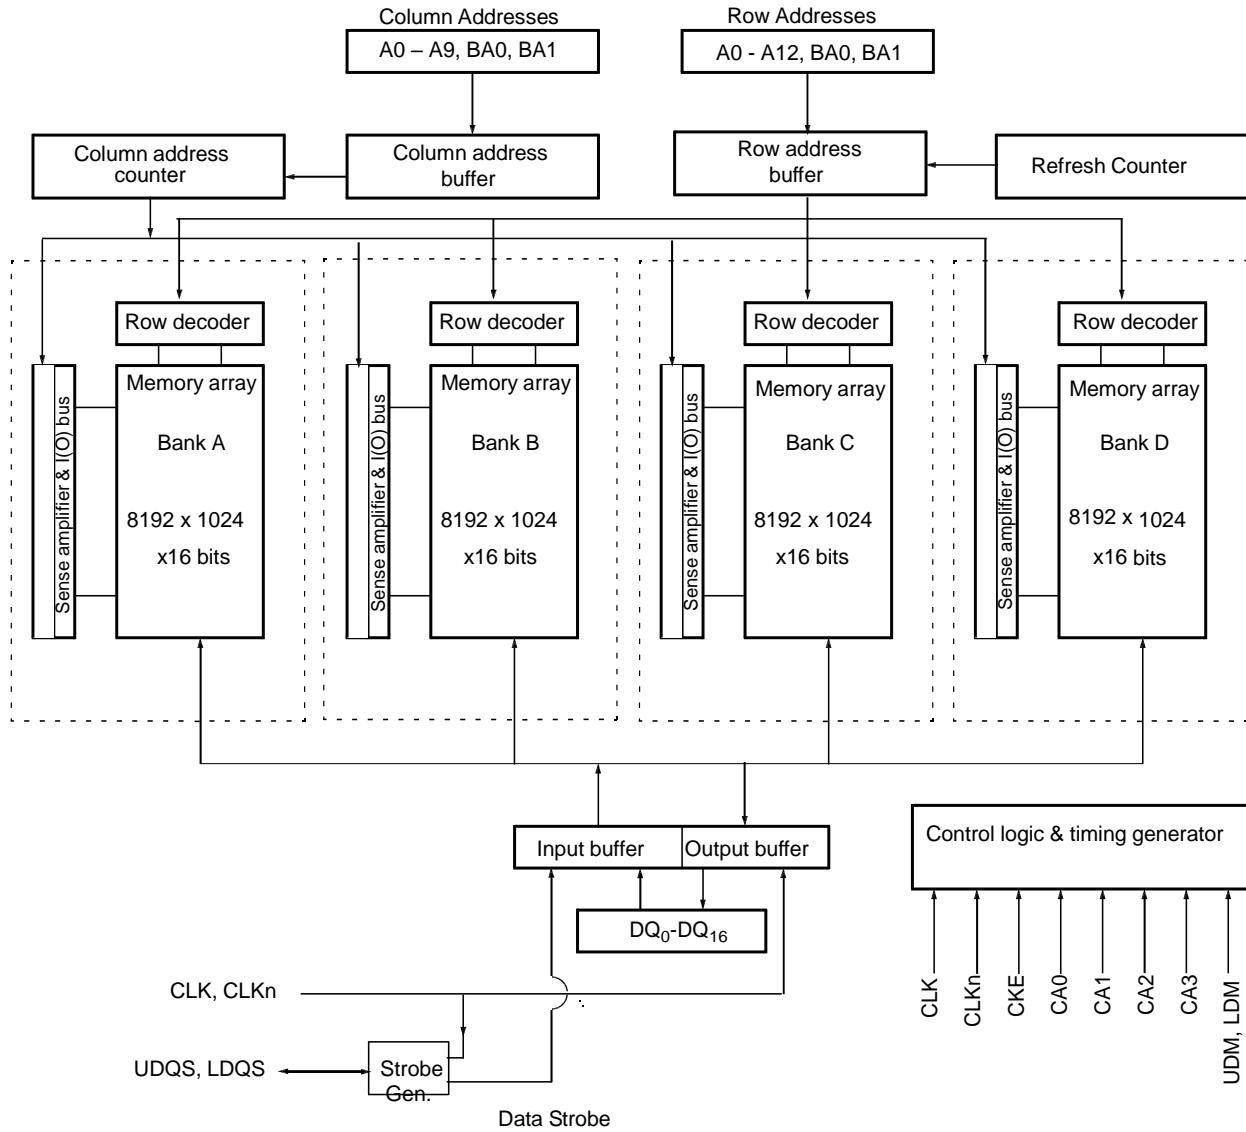 Column Addresses
Row Addresses
A0 – A9, BA0, BA1
A0 - A12, BA0, BA1
Column address
counter
Column address
buffer
Row address
buffer
Refresh Counter
Row decoder
Row decoder
Row decoder
Row decoder
Sense amplifier & I(O) bus
Memory array
Bank A
8192 x 1024
x16 bits
Sense amplifier & I(O) bus
Memory array
Bank B
8192 x 1024
x16 bits
Sense amplifier & I(O) bus
Memory array
Bank C
8192 x 1024
x16 bits
Sense amplifier & I(O) bus
Memory array
Bank D
8192 x 1024
x16 bits
Input buffer
Output buffer
Control logic & timing generator
DQ0-DQ16
CLK
CLKn
CKE
CA0
CA1
CA2
CA3
UDM, LDM
CLK, CLKn
UDQS, LDQS
Strobe
Gen.
Data Strobe